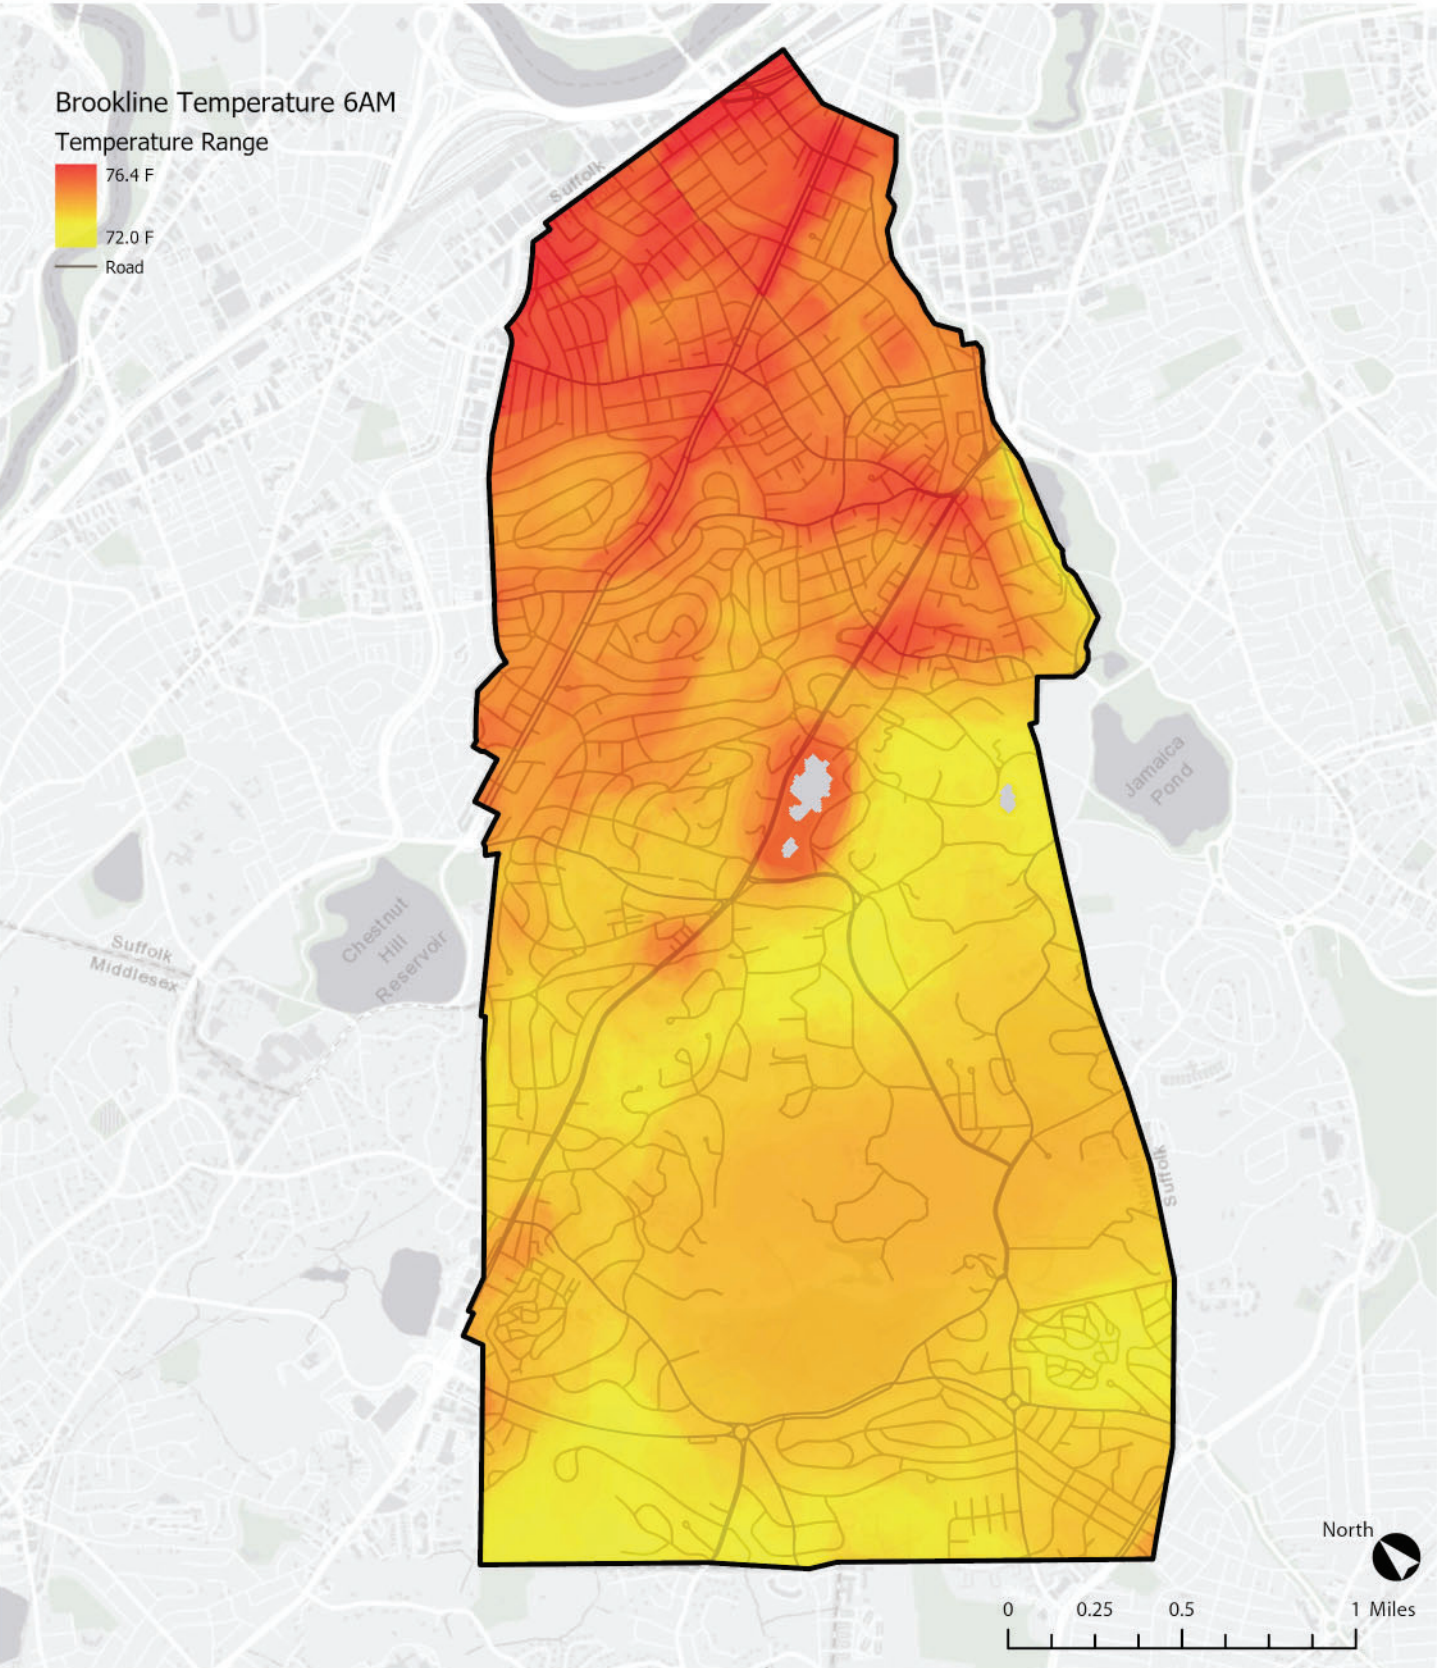 Brookline Temperature 6AM
Temperature Range
76.4 F
72.0 F
Road
Suffolk
Jamaica
Pond
Chestnut
Hill
Reservoir
Suffolk
Middlesex
Suffolk
North
0 0.25 0.5 1 Miles